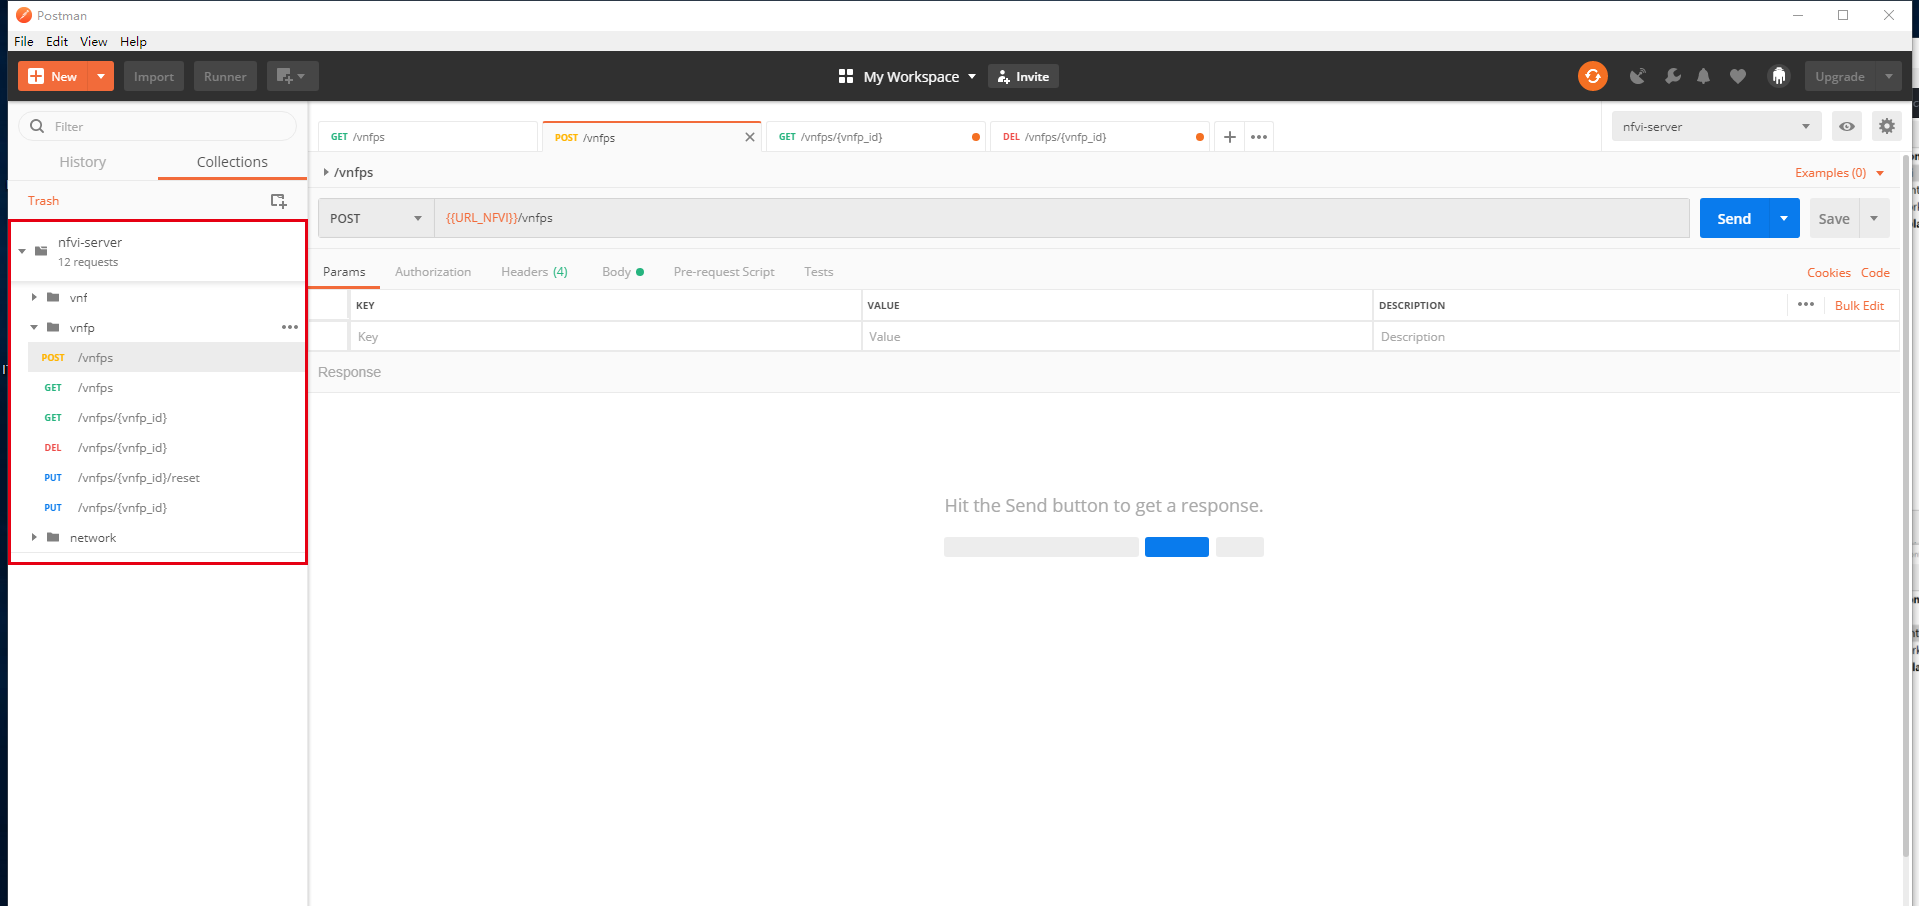 Postman
File Edit View Help
New Import Runner My Workspace Invite Upgrade
Filter
History Collections
Trash
nfvi-server
12 requests
vnf
vnfp
POST /vnfps
GET /vnfps
GET /vnfps/{vnfp_id}
DEL /vnfps/{vnfp_id}
PUT /vnfps/{vnfp_id}/reset
PUT /vnfps/{vnfp_id}
network
GET /vnfps POST /vnfps GET /vnfps/{vnfp_id} DEL /vnfps/{vnfp_id} nfvi-server
/vnfps Examples (0)
POST {{URL_NFVI}}/vnfps Send Save
Params Authorization Headers (4) Body Pre-request Script Tests Cookies Code
KEY VALUE DESCRIPTION Bulk Edit
Key Value Description
Response
Hit the Send button to get a response.